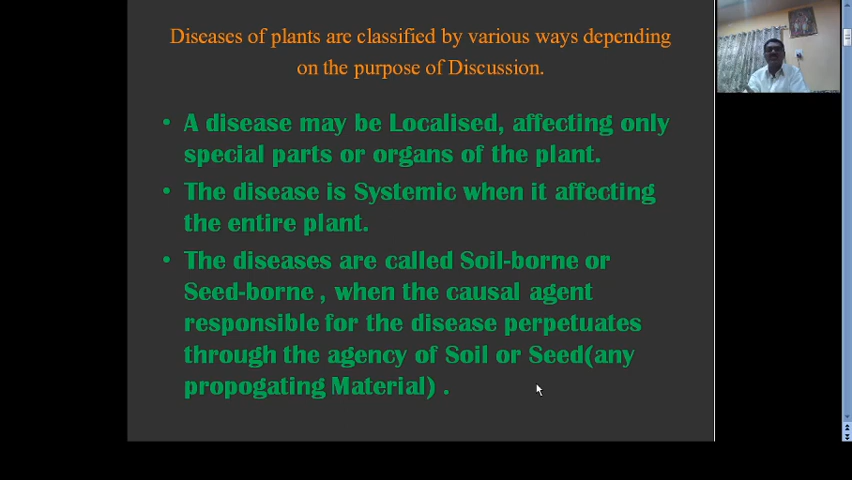 Diseases of plants are classified by various ways depending
on the purpose of Discussion.
• A disease may be Localised, affecting only
special parts or organs of the plant.
• The disease is Systemic when it affecting
the entire plant.
• The diseases are called Soil-borne or
Seed-borne , when the causal agent
responsible for the disease perpetuates
through the agency of Soil or Seed(any
propogating Material) .